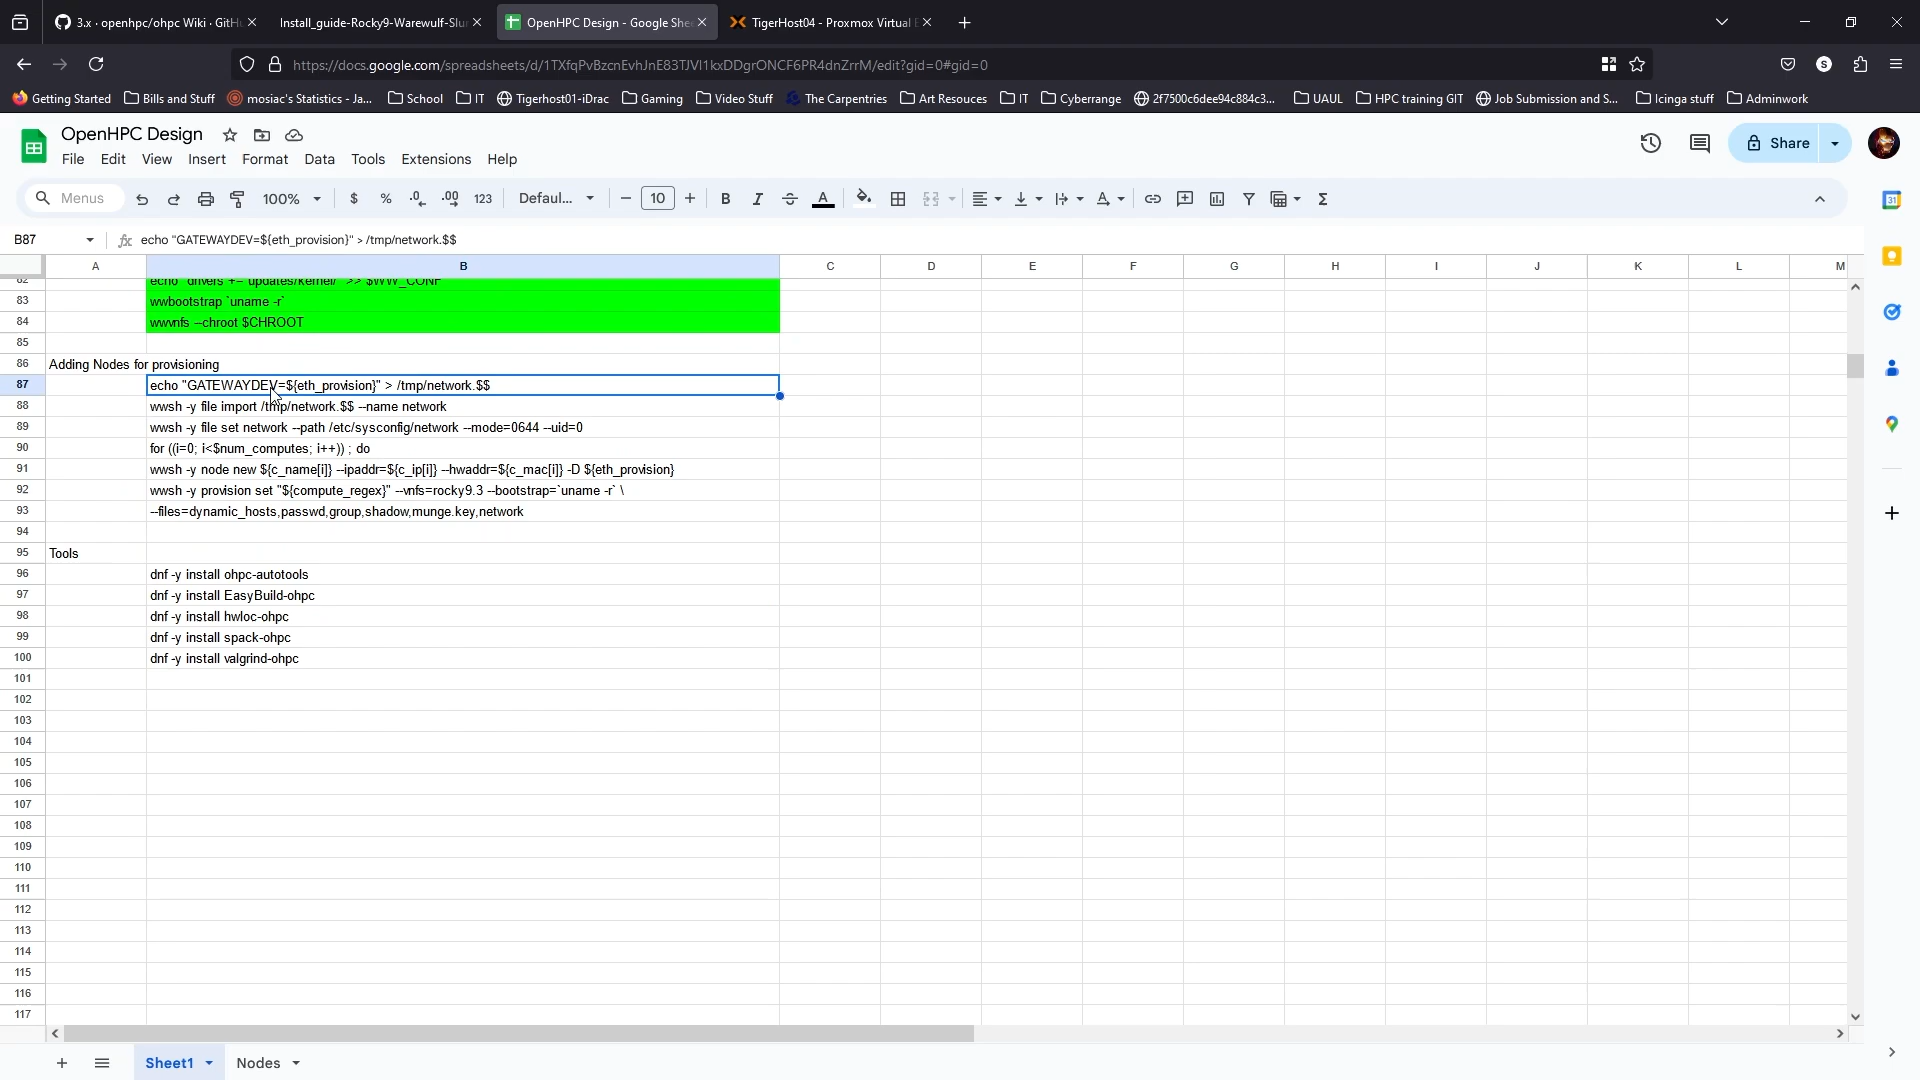 3.x · openhpc/ohpc Wiki · GitH
Install_guide-Rocky9-Warewulf-Slu
OpenHPC Design - Google She
TigerHost04 - Proxmox Virtual E
https://docs.google.com/spreadsheets/d/1TXfqPvBzcnEvhJnE83TJVl1kxDDgrONCF6PR4dnZrrM/edit?gid=0#gid=0
S
Getting Started
Bills and Stuff
mosiac's Statistics - Ja...
School
IT
Tigerhost01-iDrac
Gaming
Video Stuff
The Carpentries
Art Resouces
IT
Cyberrange
2f7500c6dee94c884c3...
UAUL
HPC training GIT
Job Submission and S...
Icinga stuff
Adminwork
OpenHPC Design
File Edit View Insert Format Data Tools Extensions Help
Share
Menus
100%
$ % .0 .00 123
Defaul...
10
B I A
B87
fx echo "GATEWAYDEV=${eth_provision}" > /tmp/network.$$
A B C D E F G H I J K L M
82 echo "drivers += updates/kernel/" >> $WW_CONF
83 wwbootstrap `uname -r`
84 wwvnfs --chroot $CHROOT
85
86 Adding Nodes for provisioning
87 echo "GATEWAYDEV=${eth_provision}" > /tmp/network.$$
88 wwsh -y file import /tmp/network.$$ --name network
89 wwsh -y file set network --path /etc/sysconfig/network --mode=0644 --uid=0
90 for ((i=0; i<$num_computes; i++)) ; do
91 wwsh -y node new ${c_name[i]} --ipaddr=${c_ip[i]} --hwaddr=${c_mac[i]} -D ${eth_provision}
92 wwsh -y provision set "${compute_regex}" --vnfs=rocky9.3 --bootstrap=`uname -r` \
93 --files=dynamic_hosts,passwd,group,shadow,munge.key,network
94
95 Tools
96 dnf -y install ohpc-autotools
97 dnf -y install EasyBuild-ohpc
98 dnf -y install hwloc-ohpc
99 dnf -y install spack-ohpc
100 dnf -y install valgrind-ohpc
101
102
103
104
105
106
107
108
109
110
111
112
113
114
115
116
117
Sheet1
Nodes
31